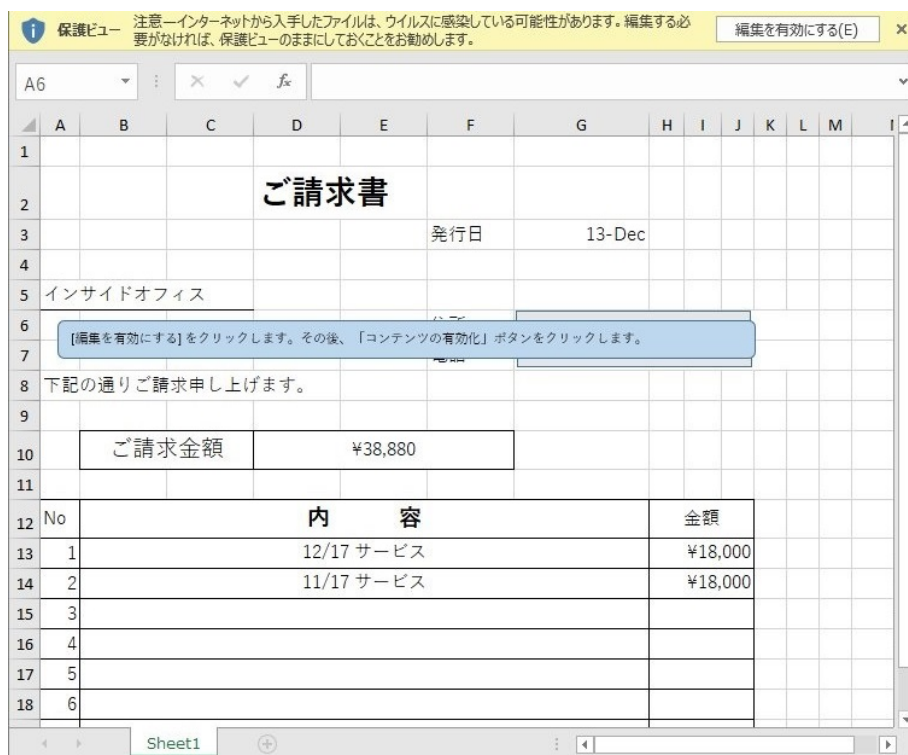 保護ビュー
注意―インターネットから入手したファイルは、ウイルスに感染している可能性があります。編集する必
要がなければ、保護ビューのままにしておくことをお勧めします。
編集を有効にする(E)
A6
fx
A B C D E F G H I J K L M
1
2 ご請求書
3 発行日 13-Dec
4
5 インサイドオフィス
6
[編集を有効にする] をクリックします。その後、「コンテンツの有効化」ボタンをクリックします。
7
8 下記の通りご請求申し上げます。
9
10 ご請求金額 ¥38,880
11
12 No 内 容 金額
13 1 12/17 サービス ¥18,000
14 2 11/17 サービス ¥18,000
15 3
16 4
17 5
18 6
Sheet1